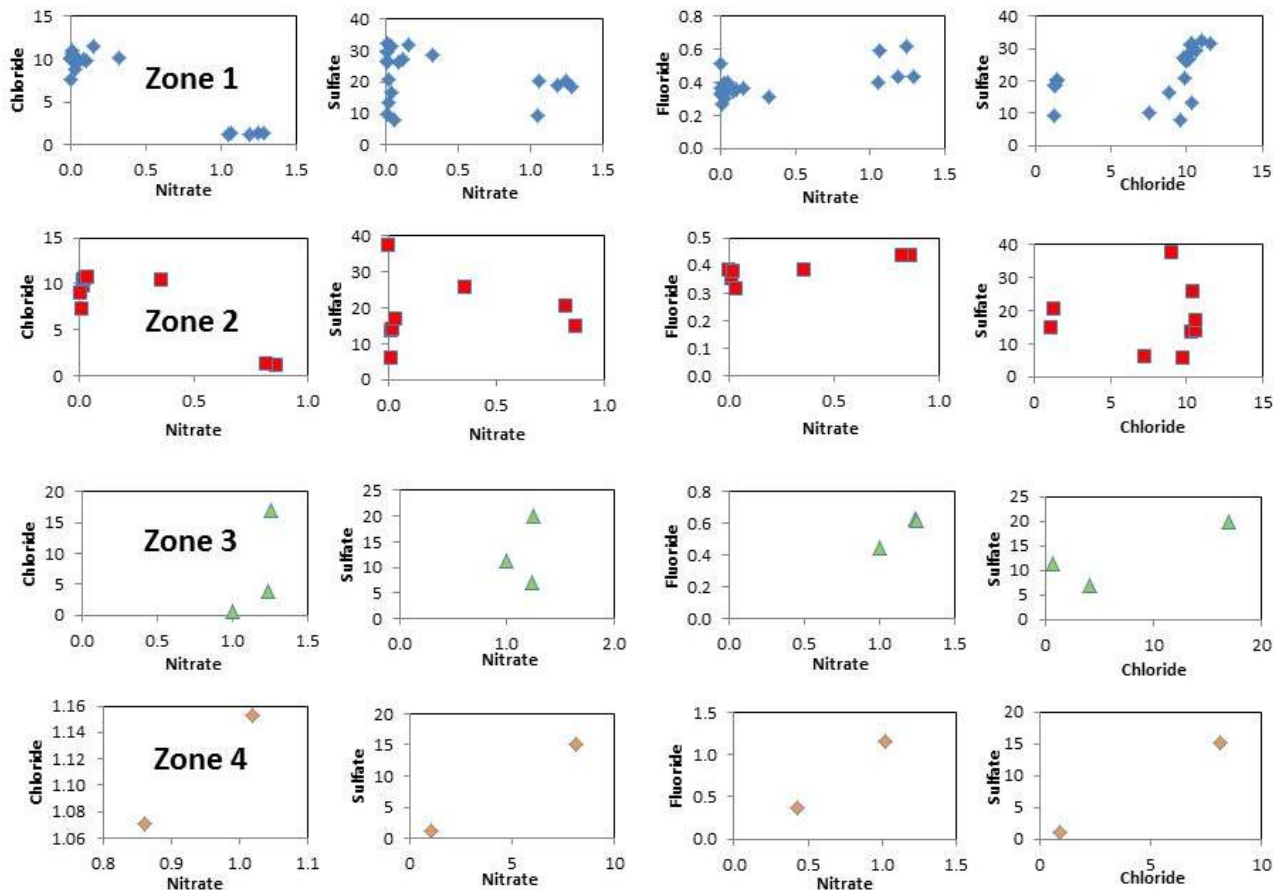 Chloride
15
10
5
0
Zone 1
0.0 0.5 1.0 1.5
Nitrate
Sulfate
40
30
20
10
0
0.0 0.5 1.0 1.5
Nitrate
Fluoride
0.8
0.6
0.4
0.2
0.0
0.0 0.5 1.0 1.5
Nitrate
Sulfate
40
30
20
10
0
0 5 10 15
Chloride
Chloride
15
10
5
0
Zone 2
0.0 0.5 1.0
Nitrate
Sulfate
40
30
20
10
0
0.0 0.5 1.0
Nitrate
Fluoride
0.5
0.4
0.3
0.2
0.1
0.0
0.0 0.5 1.0
Nitrate
Sulfate
40
30
20
10
0
0 5 10 15
Chloride
Chloride
20
15
10
5
0
Zone 3
0.0 0.5 1.0 1.5
Nitrate
Sulfate
25
20
15
10
5
0
0.0 1.0 2.0
Nitrate
Fluoride
0.8
0.6
0.4
0.2
0.0
0.0 0.5 1.0 1.5
Nitrate
Sulfate
25
20
15
10
5
0
0 10 20
Chloride
Chloride
1.16
1.14
1.12
1.10
1.08
1.06
Zone 4
0.8 0.9 1.0 1.1
Nitrate
Sulfate
20
15
10
5
0
0 5 10
Nitrate
Fluoride
1.5
1.0
0.5
0.0
0.0 0.5 1.0 1.5
Nitrate
Sulfate
20
15
10
5
0
0 5 10
Chloride